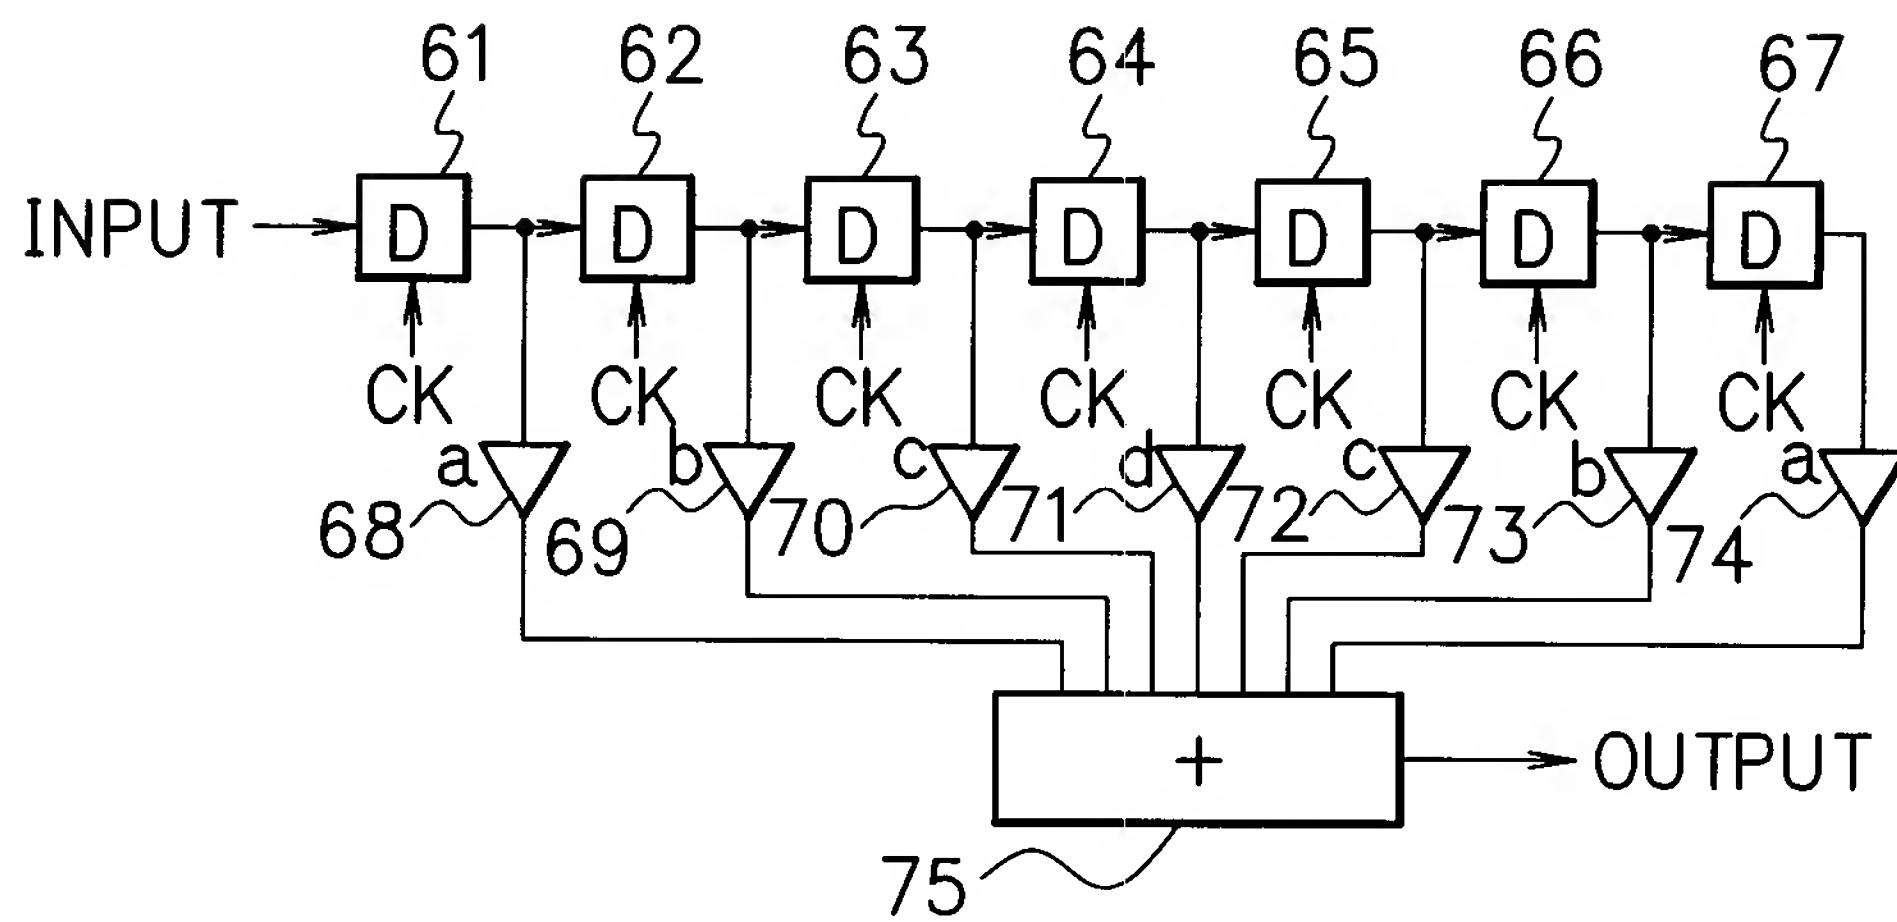 61 62 63 64 65 66 67
INPUT D D D D D D D
CK CK CK CK CK CK CK
a b c d c b a
68 69 70 71 72 73 74
+ OUTPUT
75